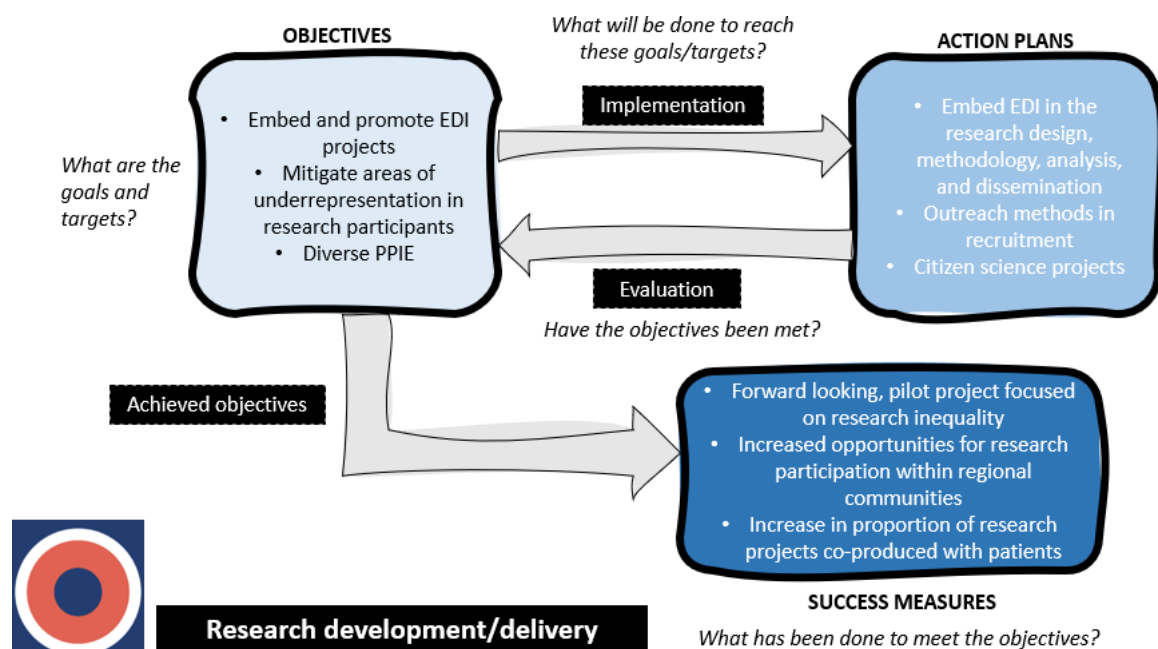 OBJECTIVES
What are the
goals and
targets?
• Embed and promote EDI
projects
• Mitigate areas of
underrepresentation in
research participants
• Diverse PPIE
What will be done to reach
these goals/targets?
Implementation
ACTION PLANS
• Embed EDI in the
research design,
methodology, analysis,
and dissemination
• Outreach methods in
recruitment
• Citizen science projects
Evaluation
Have the objectives been met?
Achieved objectives
• Forward looking, pilot project focused
on research inequality
• Increased opportunities for research
participation within regional
communities
• Increase in proportion of research
projects co-produced with patients
SUCCESS MEASURES
What has been done to meet the objectives?
Research development/delivery